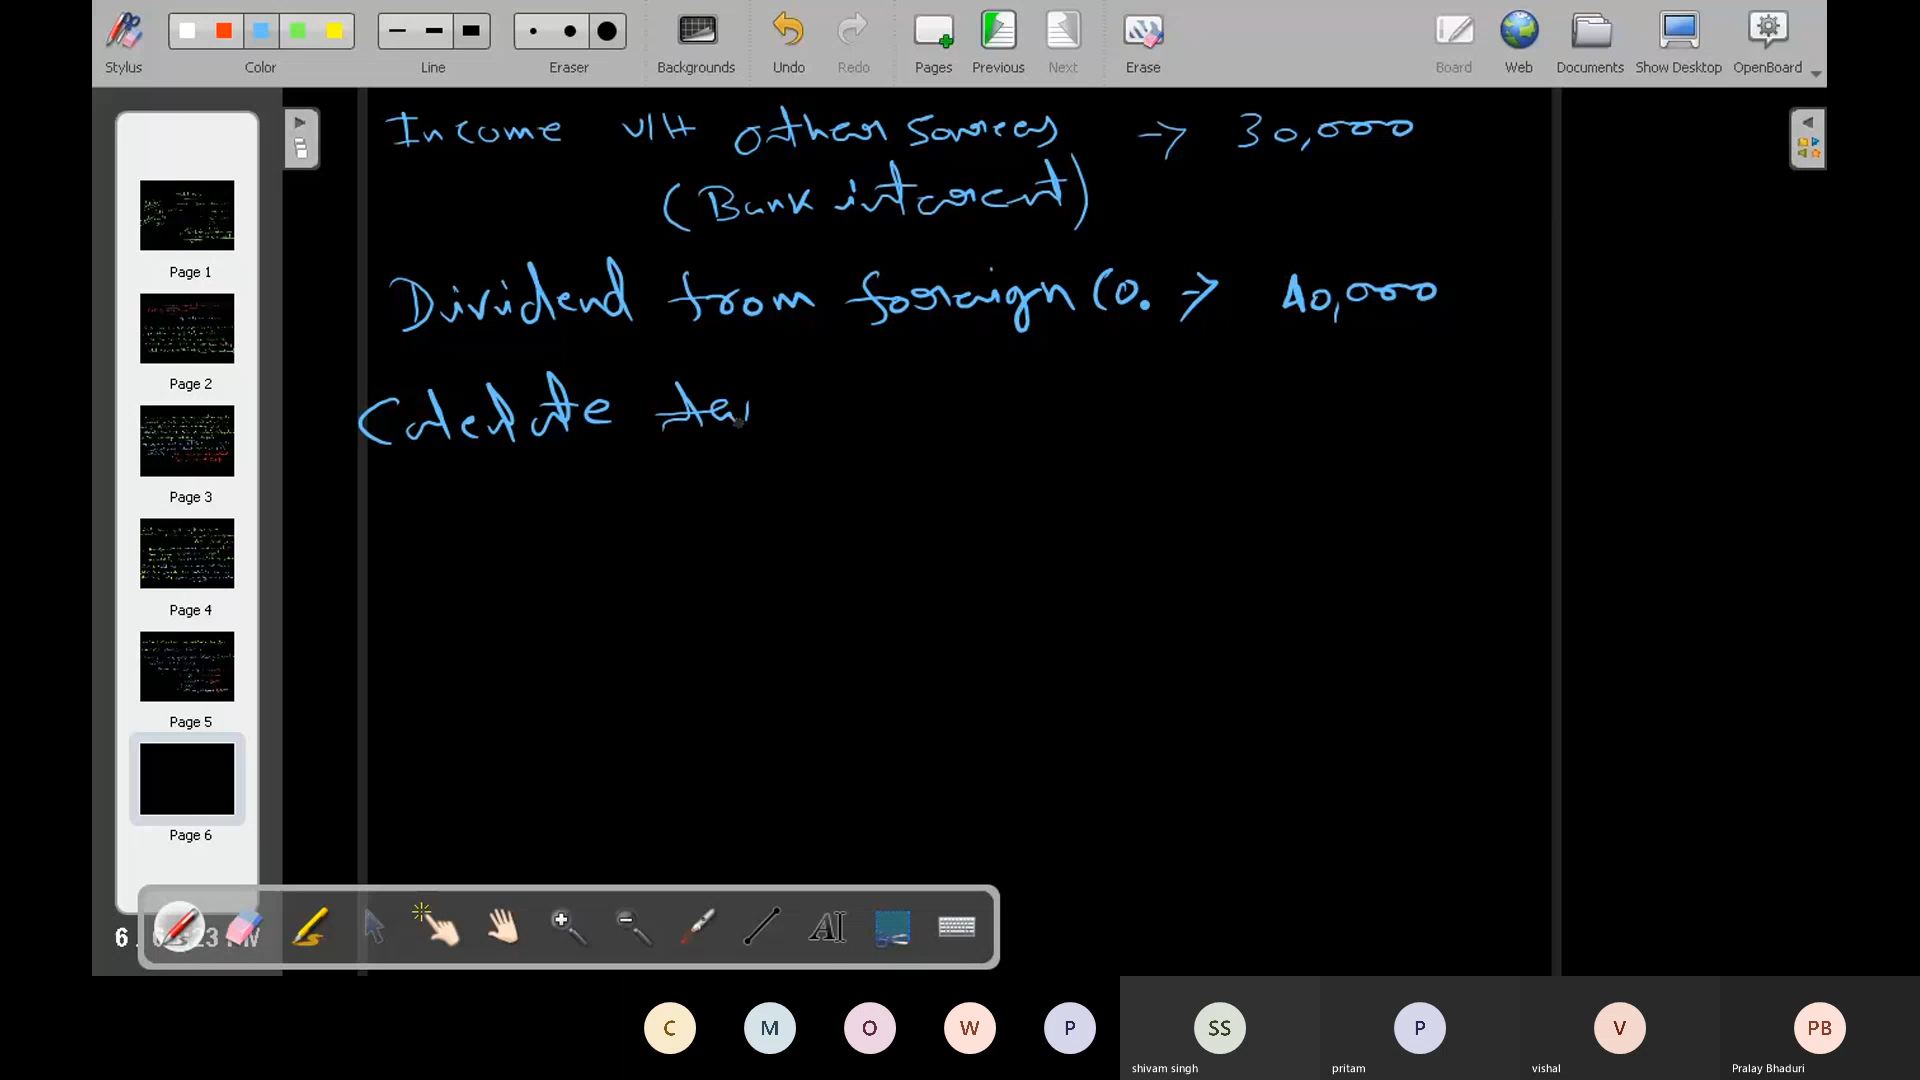 Stylus Color Line Eraser Backgrounds Undo Redo Pages Previous Next Erase Board Web Documents Show Desktop OpenBoard
Income U/H other sources -> 30,000
(Bank interest)
Dividend from foreign Co. -> 40,000
Calculate
Page 1
Page 2
Page 3
Page 4
Page 5
Page 6
C M O W P SS P V PB
shivam singh pritam vishal Pralay Bhaduri